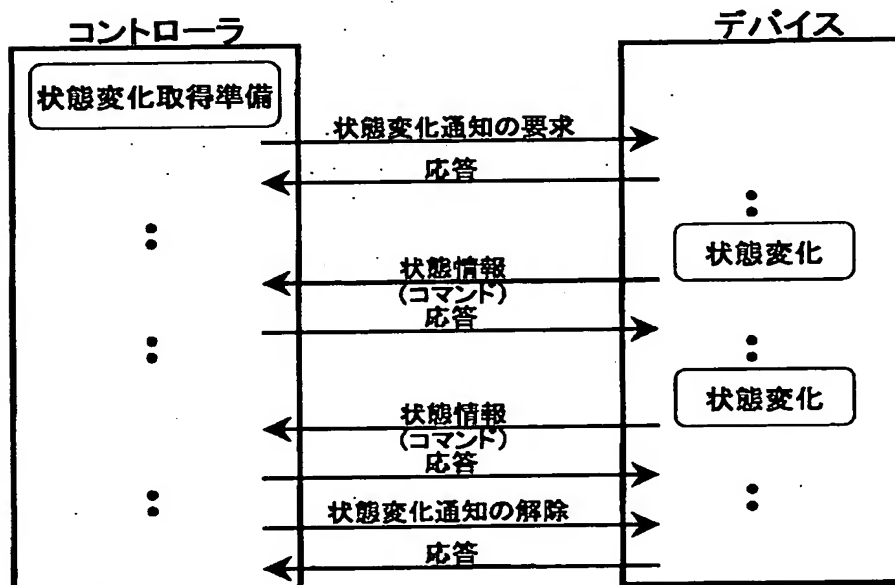 コントローラ
デバイス
状態変化取得準備
状態変化通知の要求
応答
状態変化
状態情報
(コマンド)
応答
状態変化
状態情報
(コマンド)
応答
状態変化通知の解除
応答